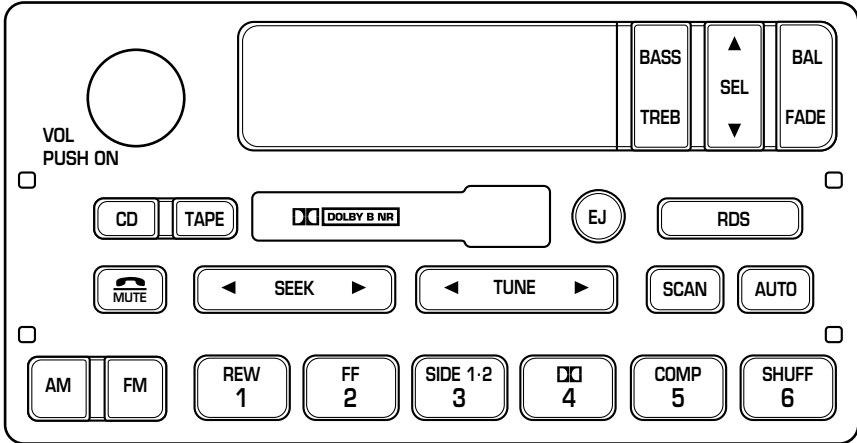 BASS
TREB
▲
SEL
▼
BAL
FADE
VOL
PUSH ON
CD
TAPE
DOLBY B NR
EJ
RDS
MUTE
◄ SEEK ►
◄ TUNE ►
SCAN
AUTO
AM
FM
REW
1
FF
2
SIDE 1·2
3
4
COMP
5
SHUFF
6